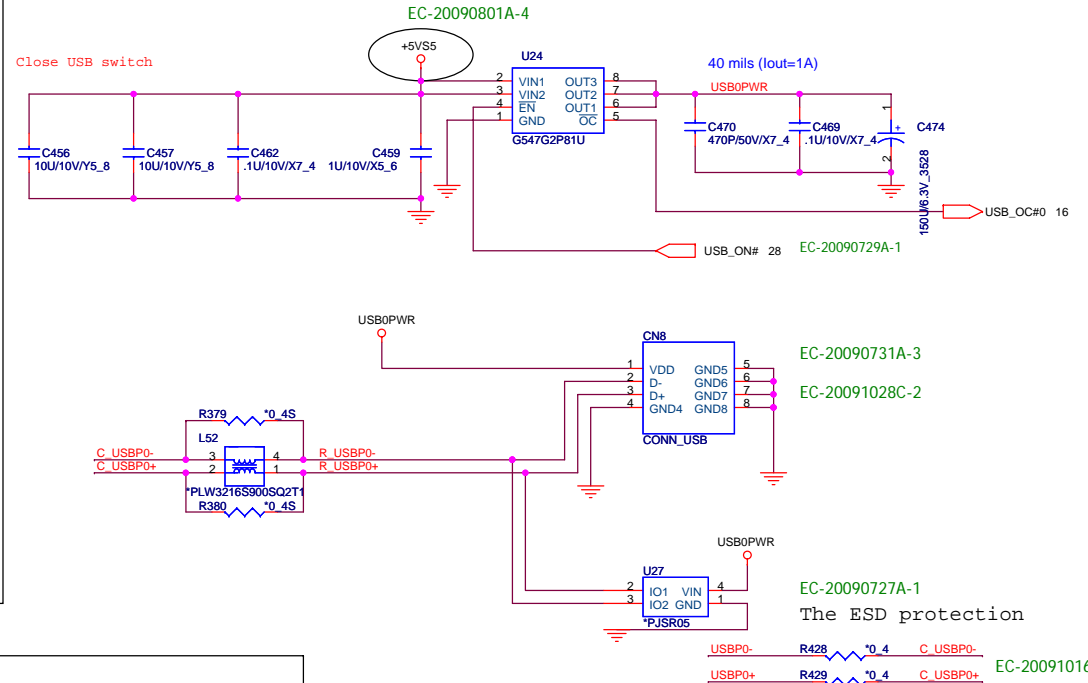 EC-20090801A-4
+5VS5
Close USB switch
U24
40 mils (Iout=1A)
2 VIN1 OUT3 8
3 VIN2 OUT2 7
4 EN OUT1 6
1 GND OC 5
G547G2P81U
USB0PWR
C456
10U/10V/Y5_8
C457
10U/10V/Y5_8
C462
.1U/10V/X7_4
C459
1U/10V/X5_6
C470
470P/50V/X7_4
C469
.1U/10V/X7_4
1
+
2
C474
150U/6.3V_3528
USB_OC#0 16
USB_ON# 28
EC-20090729A-1
USB0PWR
CN8
1 VDD GND5 5
2 D- GND6 6
3 D+ GND7 7
4 GND4 GND8 8
CONN_USB
EC-20090731A-3
EC-20091028C-2
R379 *0_4S
L52
C_USBP0- 3 4 R_USBP0-
C_USBP0+ 2 1 R_USBP0+
*PLW3216S900SQ2T1
R380 *0_4S
USB0PWR
U27
2 IO1 VIN 4
3 IO2 GND 1
*PJSR05
EC-20090727A-1
The ESD protection
USBP0- R428 *0_4 C_USBP0-
EC-20091016
USBP0+ R429 *0_4 C_USBP0+